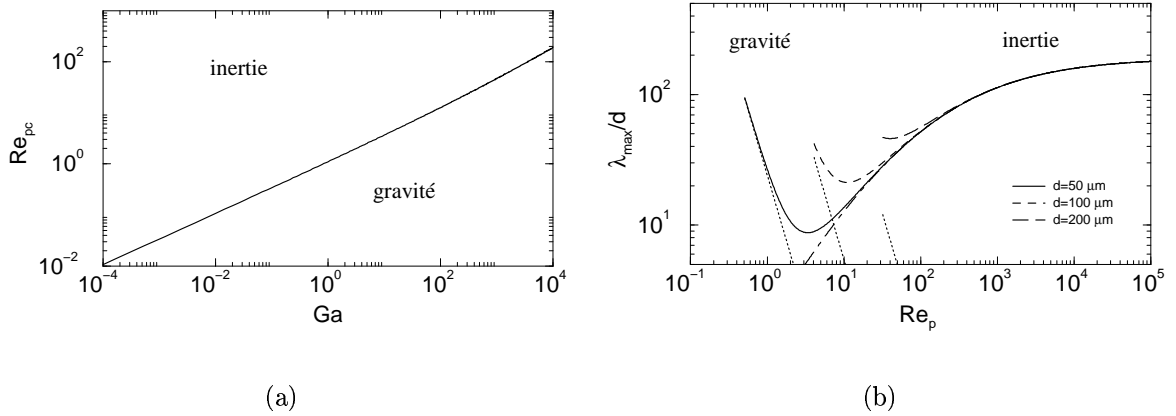 inertie
gravité
Re_pc
10^2
10^0
10^-2
10^-4 10^-2 10^0 10^2 10^4
Ga
(a)
gravité
inertie
λ_max/d
10^2
10^1
d=50 μm
d=100 μm
d=200 μm
10^-1 10^0 10^1 10^2 10^3 10^4 10^5
Re_p
(b)